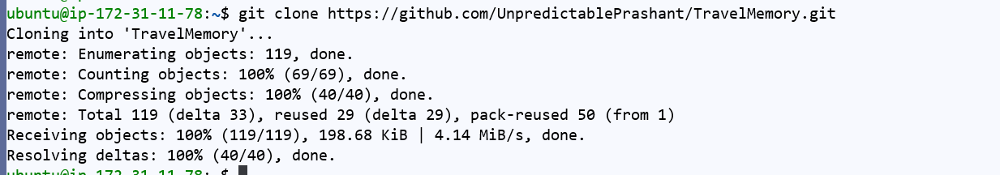 ubuntu@ip-172-31-11-78:~$ git clone https://github.com/UnpredictablePrashant/TravelMemory.git
Cloning into 'TravelMemory'...
remote: Enumerating objects: 119, done.
remote: Counting objects: 100% (69/69), done.
remote: Compressing objects: 100% (40/40), done.
remote: Total 119 (delta 33), reused 29 (delta 29), pack-reused 50 (from 1)
Receiving objects: 100% (119/119), 198.68 KiB | 4.14 MiB/s, done.
Resolving deltas: 100% (40/40), done.
ubuntu@ip-172-31-11-78:~$